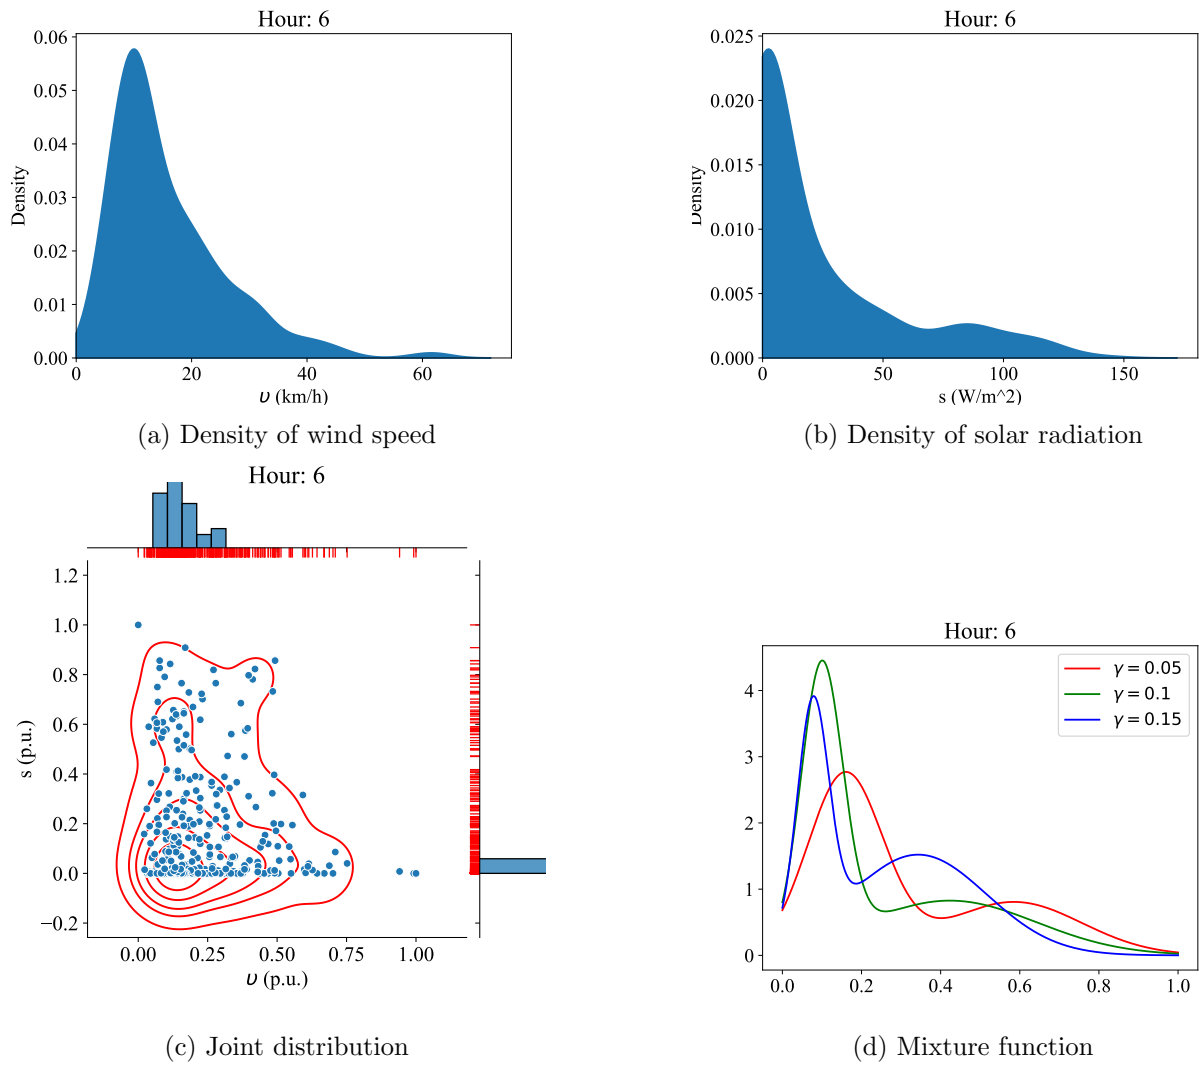 Hour: 6
0.06
0.05
0.04
0.03
0.02
0.01
0.00
Density
0 20 40 60
υ (km/h)
(a) Density of wind speed
Hour: 6
0.025
0.020
0.015
0.010
0.005
0.000
Density
0 50 100 150
s (W/m^2)
(b) Density of solar radiation
Hour: 6
1.2
1.0
0.8
0.6
0.4
0.2
0.0
−0.2
s (p.u.)
0.00 0.25 0.50 0.75 1.00
υ (p.u.)
(c) Joint distribution
Hour: 6
γ = 0.05
γ = 0.1
γ = 0.15
4
3
2
1
0
0.0 0.2 0.4 0.6 0.8 1.0
(d) Mixture function